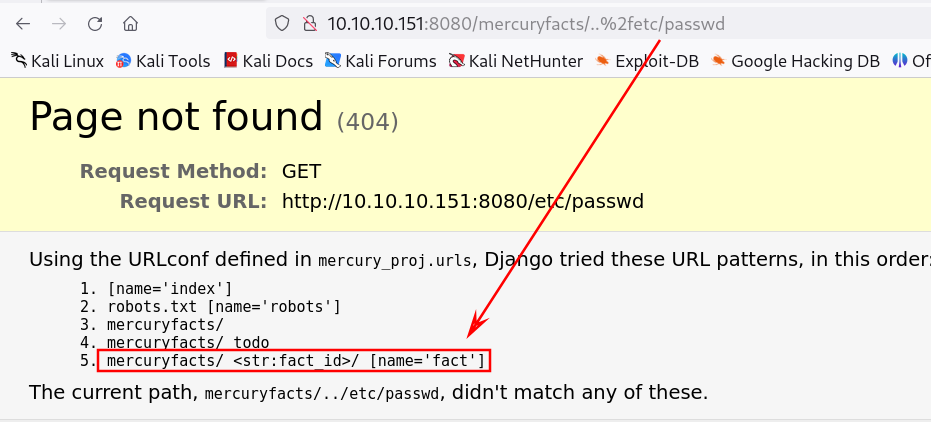 10.10.10.151:8080/mercuryfacts/..%2fetc/passwd
Kali Linux Kali Tools Kali Docs Kali Forums Kali NetHunter Exploit-DB Google Hacking DB Of
Page not found (404)
Request Method: GET
Request URL: http://10.10.10.151:8080/etc/passwd
Using the URLconf defined in mercury_proj.urls, Django tried these URL patterns, in this order:
1. [name='index']
2. robots.txt [name='robots']
3. mercuryfacts/
4. mercuryfacts/ todo
5. mercuryfacts/ <str:fact_id>/ [name='fact']
The current path, mercuryfacts/../etc/passwd, didn't match any of these.